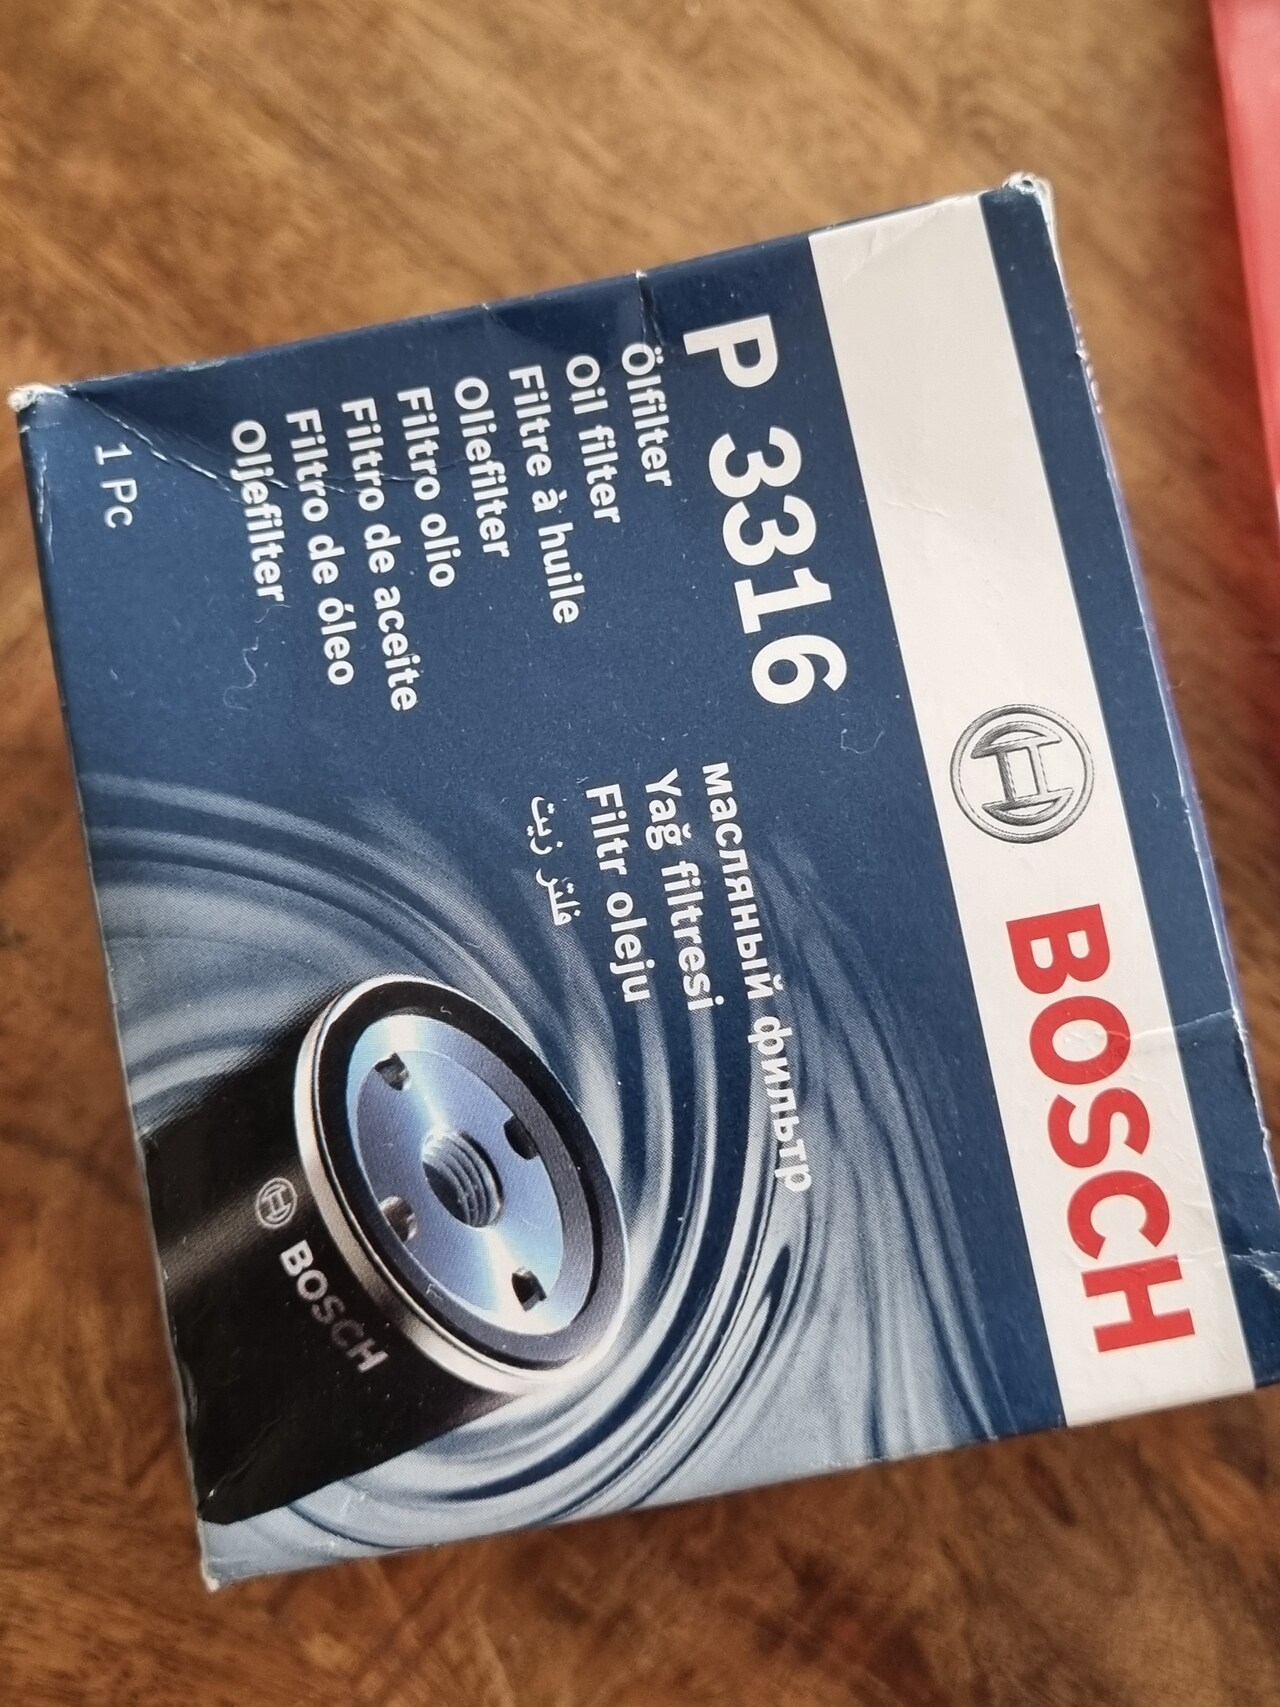 BOSCH
P 3316
Ölfilter
Oil filter
Filtre à huile
Oliefilter
Filtro olio
Filtro de aceite
Filtro de óleo
Oljefilter
масляный фильтр
Yağ filtresi
Filtr oleju
فلتر زيت
1 Pc
BOSCH